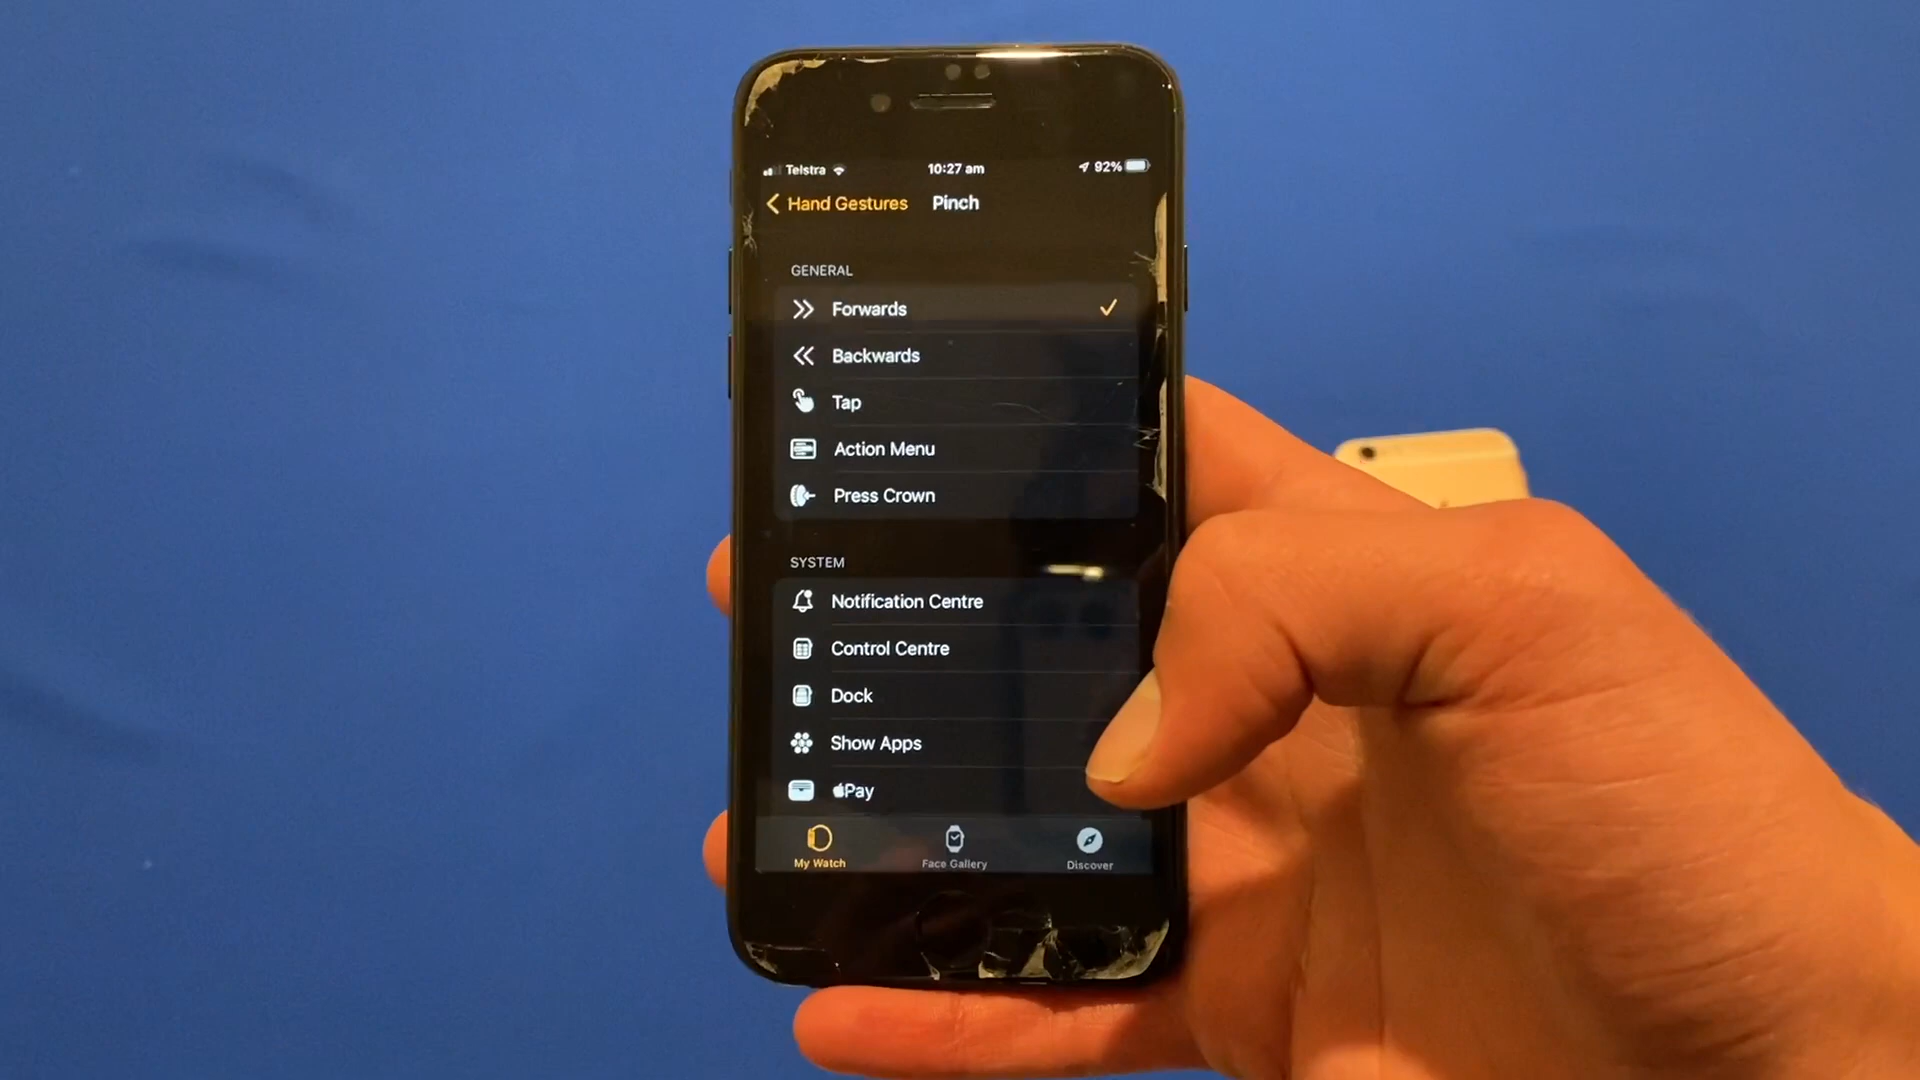 Telstra 10:27 am 92%
Hand Gestures Pinch
GENERAL
Forwards
Backwards
Tap
Action Menu
Press Crown
SYSTEM
Notification Centre
Control Centre
Dock
Show Apps
Pay
My Watch Face Gallery Discover